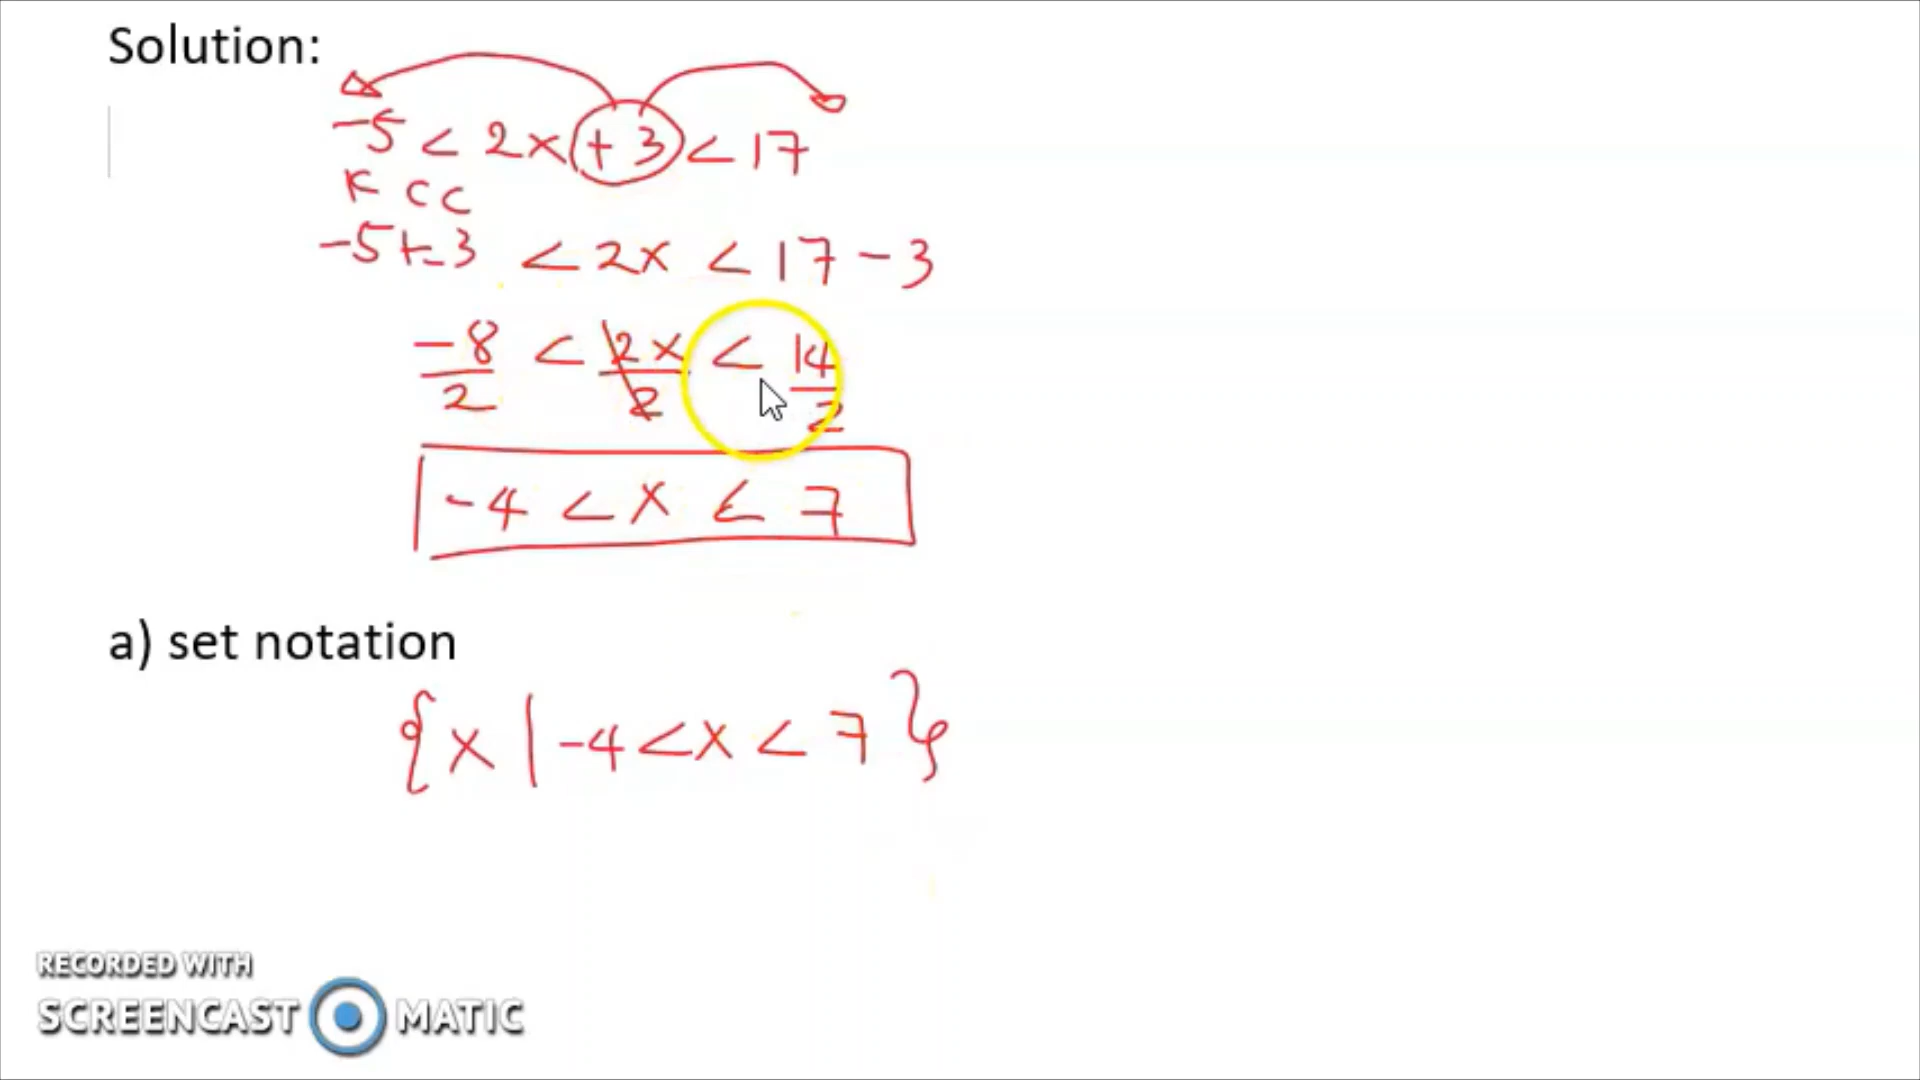 Solution:
-5 < 2x + 3 < 17
K C C
-5 + -3 < 2x < 17 - 3
-8/2 < 2x/2 < 14/2
-4 < x < 7
a) set notation
{x | -4 < x < 7}
RECORDED WITH
SCREENCAST MATIC